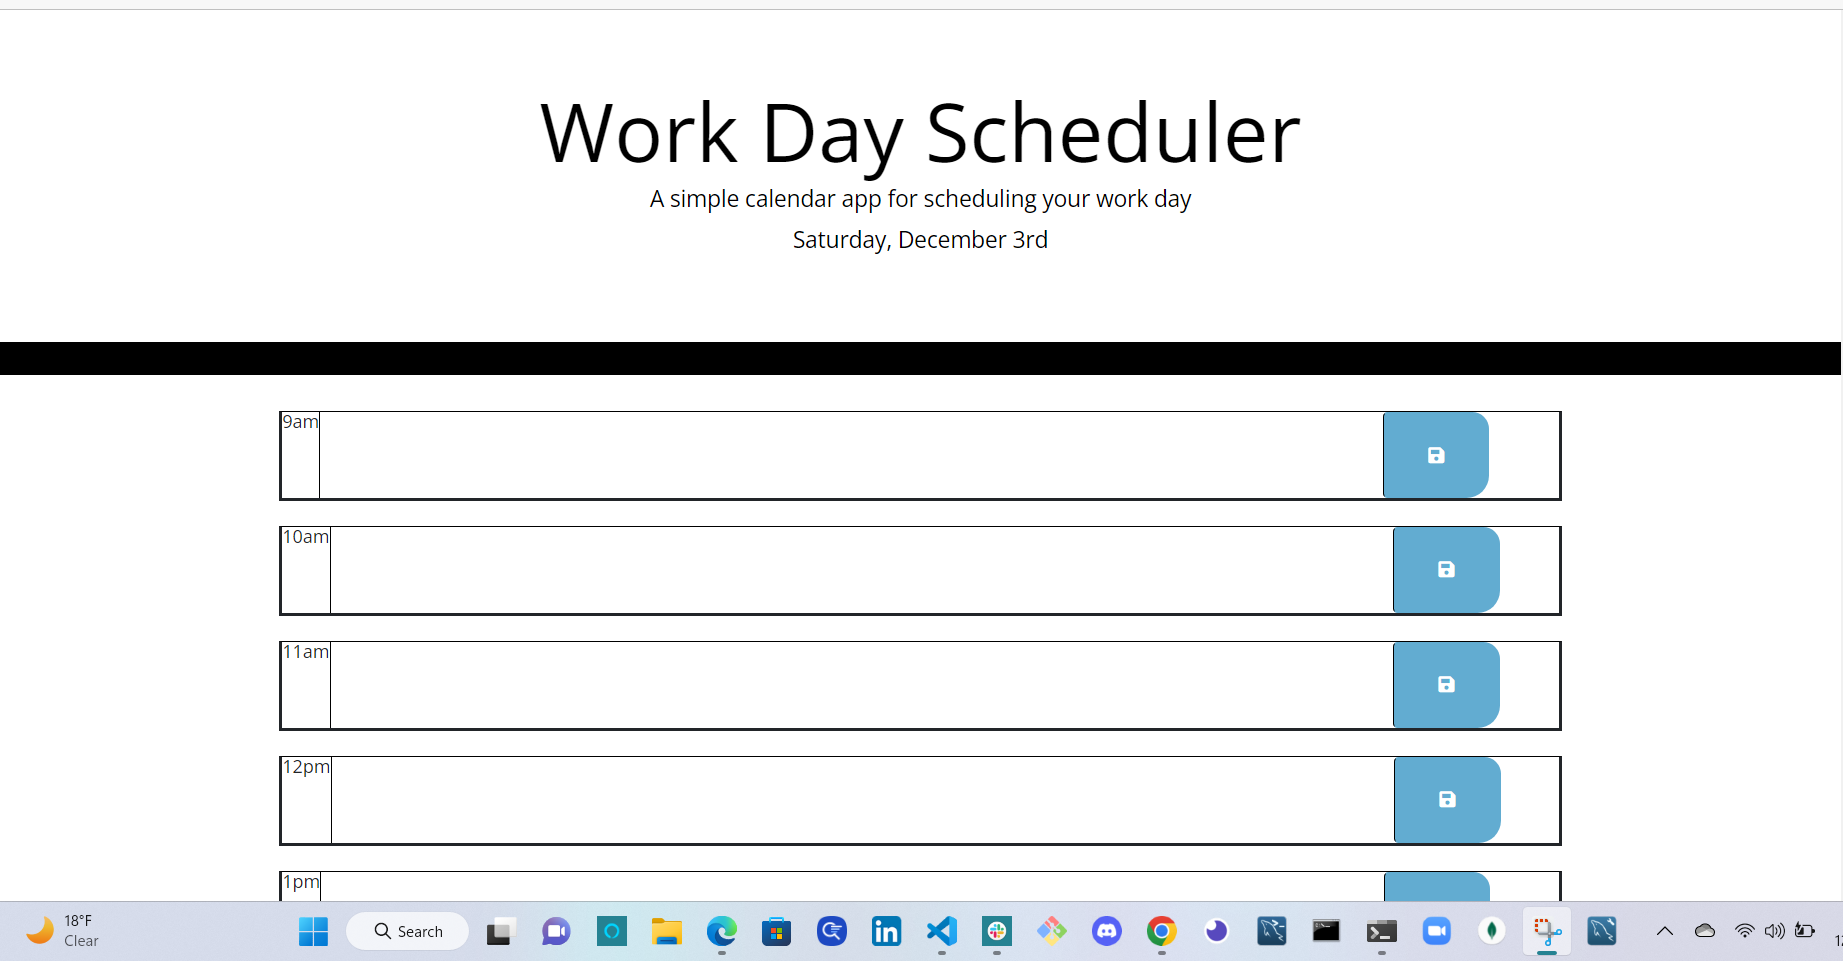 Work Day Scheduler
A simple calendar app for scheduling your work day
Saturday, December 3rd
9am
10am
11am
12pm
1pm
18°F
Clear
Search